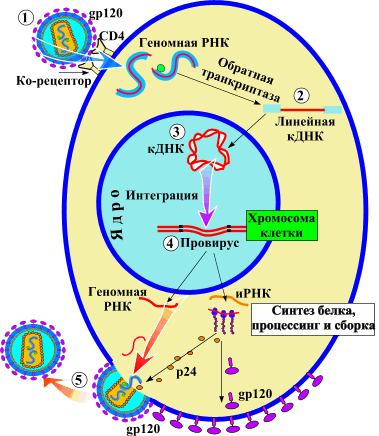 1
gp120
CD4
Геномная РНК
Ко-рецептор
Обратная
транскриптаза
2
Линейная
кДНК
3
кДНК
Ядро
Интеграция
Хромосома
клетки
4
Провирус
Геномная
РНК
иРНК
Синтез белка,
процессинг и сборка
p24
5
gp120
gp120